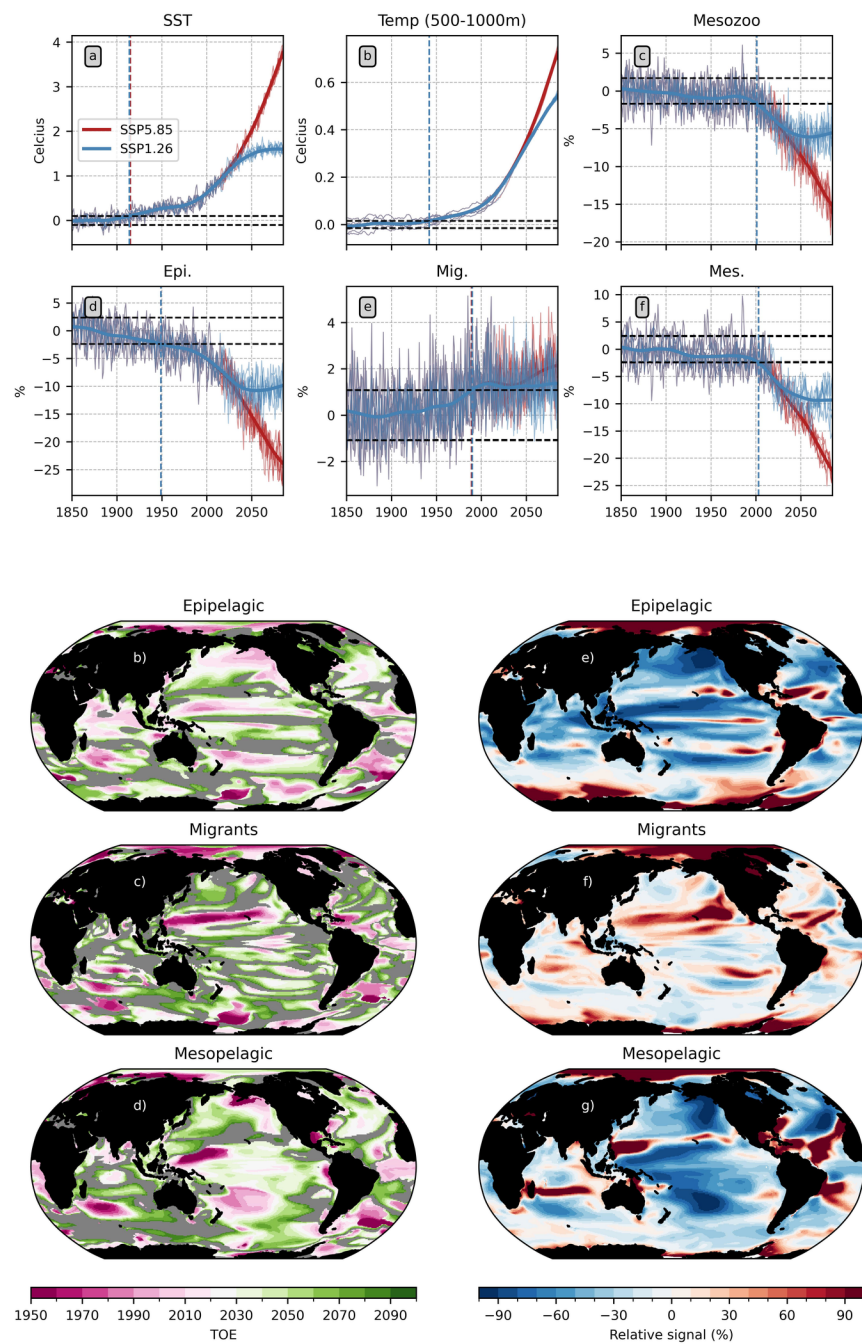 SST Temp (500-1000m) Mesozoo
a b c
4 0.6 5
3 0.4 0
2 0.2 −5
1 0.0 −10
0 −15
−20
Celcius Celcius %
SSP5.85
SSP1.26
Epi. Mig. Mes.
d e f
5 4 10
0 2 5
−5 0 0
−10 −2 −5
−15 −10
−20 −15
−25 −20
−25
% %
1850 1900 1950 2000 2050 1850 1900 1950 2000 2050 1850 1900 1950 2000 2050
Epipelagic Epipelagic
b) e)
Migrants Migrants
c) f)
Mesopelagic Mesopelagic
d) g)
1950 1970 1990 2010 2030 2050 2070 2090 −90 −60 −30 0 30 60 90
TOE Relative signal (%)